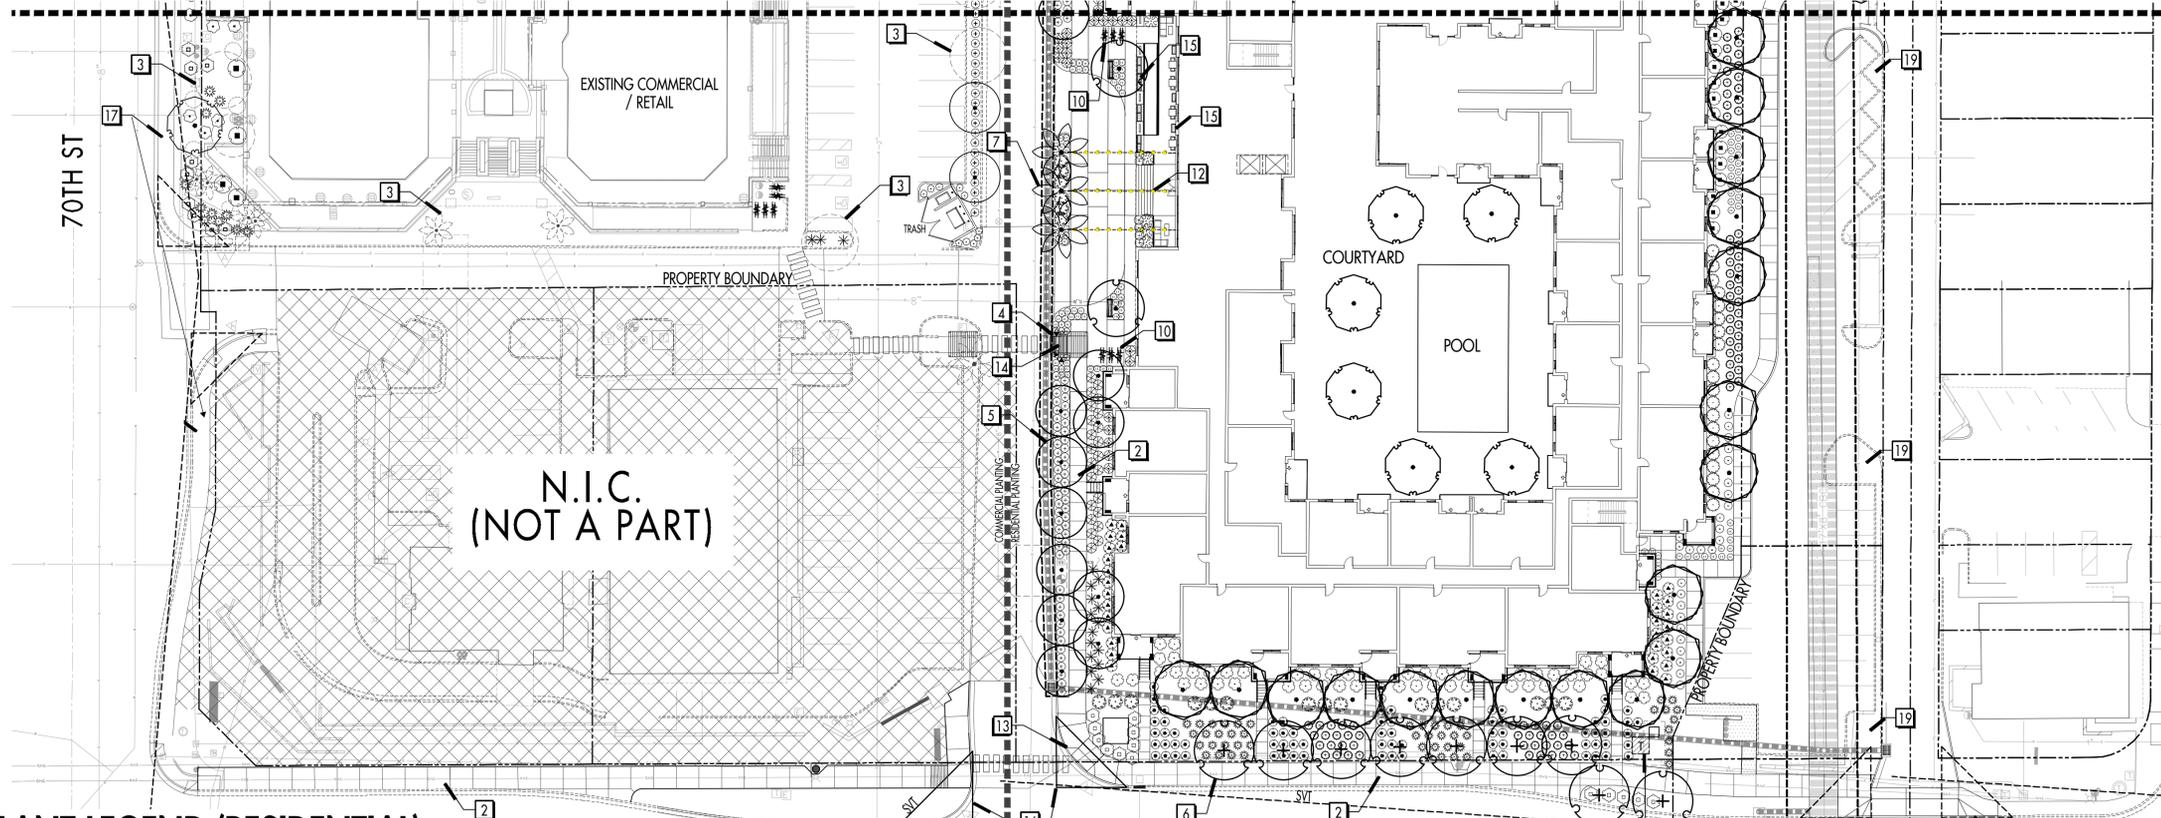 3
15
3
19
EXISTING COMMERCIAL
/ RETAIL
10
17
15
7
70TH ST
12
3
3
TRASH
COURTYARD
PROPERTY BOUNDARY
4
10
POOL
14
5
2
19
COMMERCIAL PLANTING
RESIDENTIAL PLANTING
N.I.C.
(NOT A PART)
PROPERTY BOUNDARY
13
19
T
SVT
SVT
2
6
2